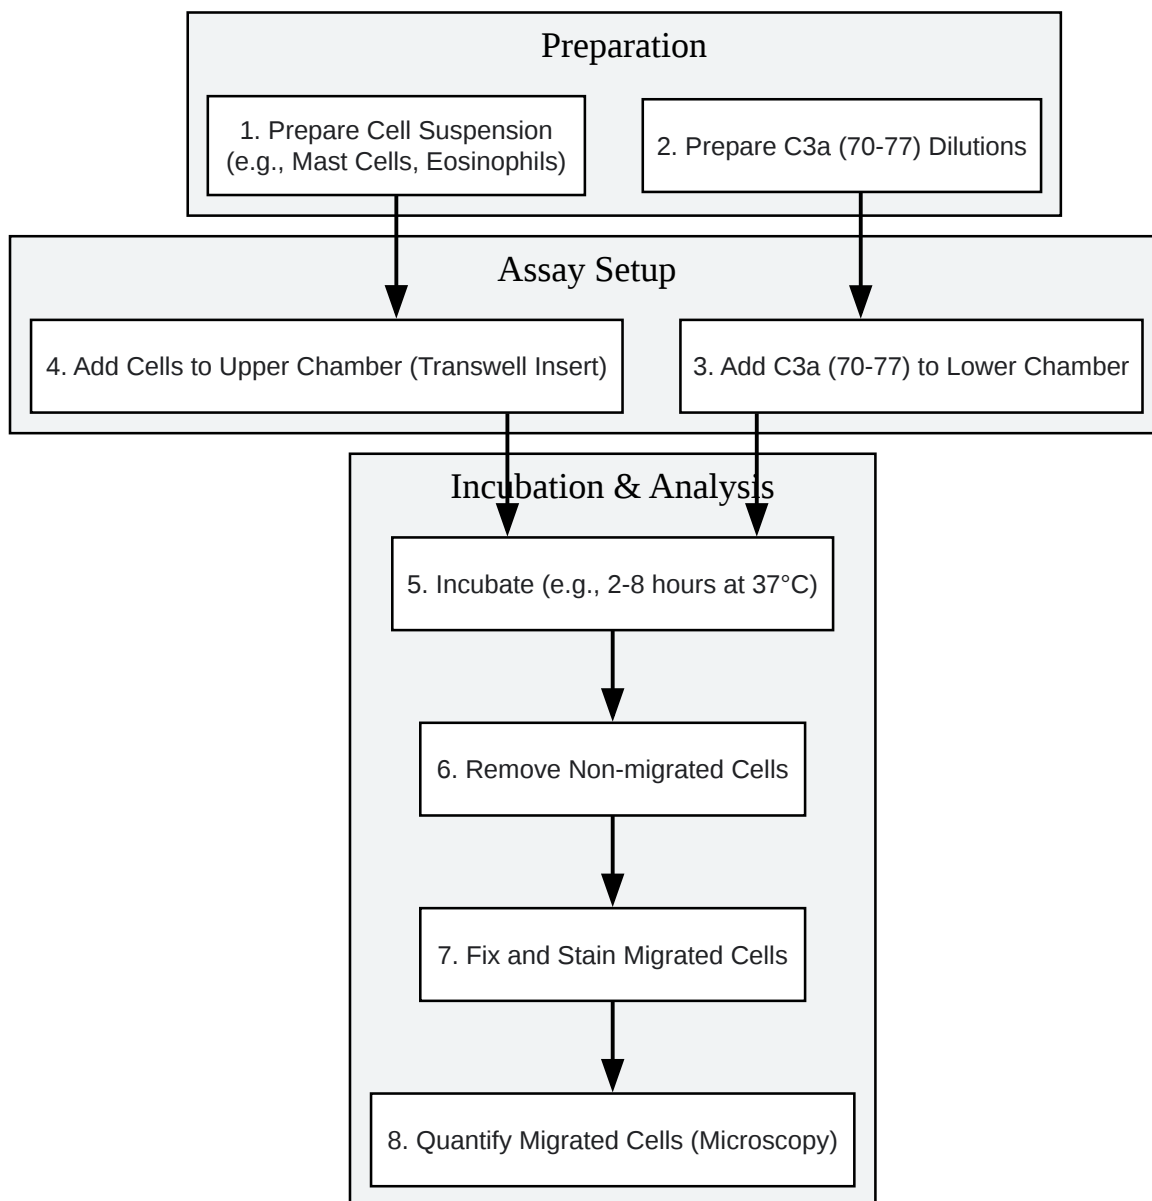 Preparation
1. Prepare Cell Suspension
(e.g., Mast Cells, Eosinophils)
2. Prepare C3a (70-77) Dilutions
Assay Setup
4. Add Cells to Upper Chamber (Transwell Insert)
3. Add C3a (70-77) to Lower Chamber
Incubation & Analysis
5. Incubate (e.g., 2-8 hours at 37°C)
6. Remove Non-migrated Cells
7. Fix and Stain Migrated Cells
8. Quantify Migrated Cells (Microscopy)